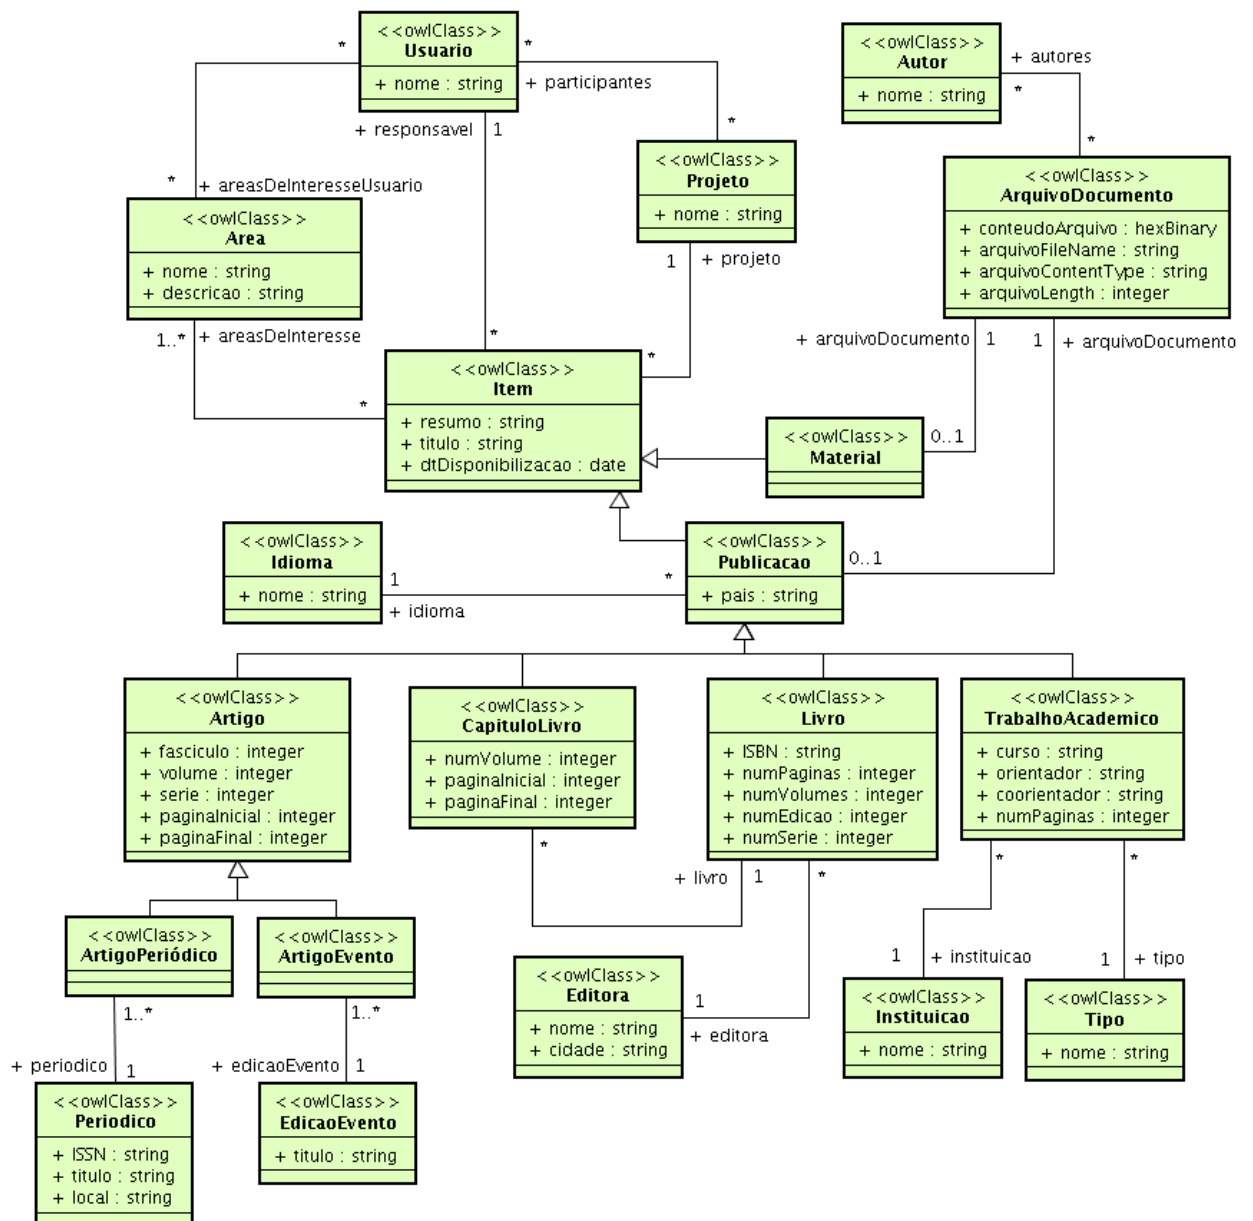 <<owlClass>>
Usuario
+ nome : string
<<owlClass>>
Autor
+ nome : string
+ autores
*
*
*
*
+ participantes
*
+ responsavel
1
*
+ areasDeInteresseUsuario
<<owlClass>>
Projeto
+ nome : string
1
+ projeto
<<owlClass>>
ArquivoDocumento
+ conteudoArquivo : hexBinary
+ arquivoFileName : string
+ arquivoContentType : string
+ arquivoLength : integer
<<owlClass>>
Area
+ nome : string
+ descricao : string
1..*
+ areasDeInteresse
*
*
*
+ arquivoDocumento
1
1
+ arquivoDocumento
<<owlClass>>
Item
+ resumo : string
+ titulo : string
+ dtDisponibilizacao : date
<<owlClass>>
Material
0..1
<<owlClass>>
Idioma
+ nome : string
1
+ idioma
*
<<owlClass>>
Publicacao
+ pais : string
0..1
<<owlClass>>
Artigo
+ fasciculo : integer
+ volume : integer
+ serie : integer
+ paginaInicial : integer
+ paginaFinal : integer
<<owlClass>>
CapituloLivro
+ numVolume : integer
+ paginaInicial : integer
+ paginaFinal : integer
*
<<owlClass>>
Livro
+ ISBN : string
+ numPaginas : integer
+ numVolumes : integer
+ numEdicao : integer
+ numSerie : integer
+ livro
1
*
<<owlClass>>
TrabalhoAcademico
+ curso : string
+ orientador : string
+ coorientador : string
+ numPaginas : integer
*
*
<<owlClass>>
ArtigoPeriódico
1..*
<<owlClass>>
ArtigoEvento
1..*
<<owlClass>>
Editora
+ nome : string
+ cidade : string
1
+ editora
1
+ instituicao
1
+ tipo
<<owlClass>>
Instituicao
+ nome : string
<<owlClass>>
Tipo
+ nome : string
+ periodico
1
+ edicaoEvento
1
<<owlClass>>
Periodico
+ ISSN : string
+ titulo : string
+ local : string
<<owlClass>>
EdicaoEvento
+ titulo : string